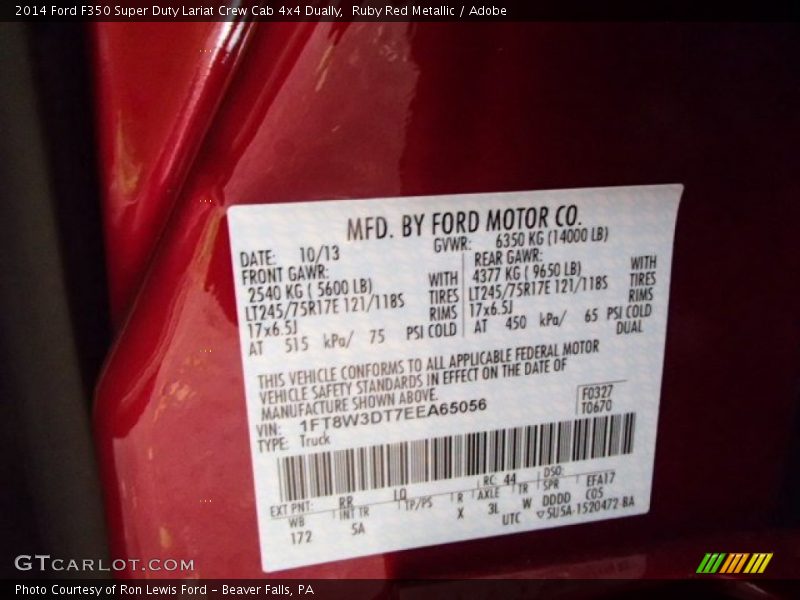 2014 Ford F350 Super Duty Lariat Crew Cab 4x4 Dually, Ruby Red Metallic / Adobe
MFD. BY FORD MOTOR CO.
DATE: 10/13 GVWR: 6350 KG (14000 LB)
FRONT GAWR: REAR GAWR:
2540 KG ( 5600 LB) WITH 4377 KG ( 9650 LB) WITH
LT245/75R17E 121/118S TIRES LT245/75R17E 121/118S TIRES
17x6.5J RIMS 17x6.5J RIMS
AT 515 kPa/ 75 PSI COLD AT 450 kPa/ 65 PSI COLD
DUAL
THIS VEHICLE CONFORMS TO ALL APPLICABLE FEDERAL MOTOR
VEHICLE SAFETY STANDARDS IN EFFECT ON THE DATE OF
MANUFACTURE SHOWN ABOVE.
VIN: 1FT8W3DT7EEA65056 F0327
TYPE: Truck T0670
EXT PNT: RR LQ RC: 44 DSO:
WB INT TR TP/PS R AXLE TR SPR EFA17
172 SA X 3L W DDDD C05
UTC ▽5U5A-1520472-BA
GTCARLOT.COM
Photo Courtesy of Ron Lewis Ford – Beaver Falls, PA